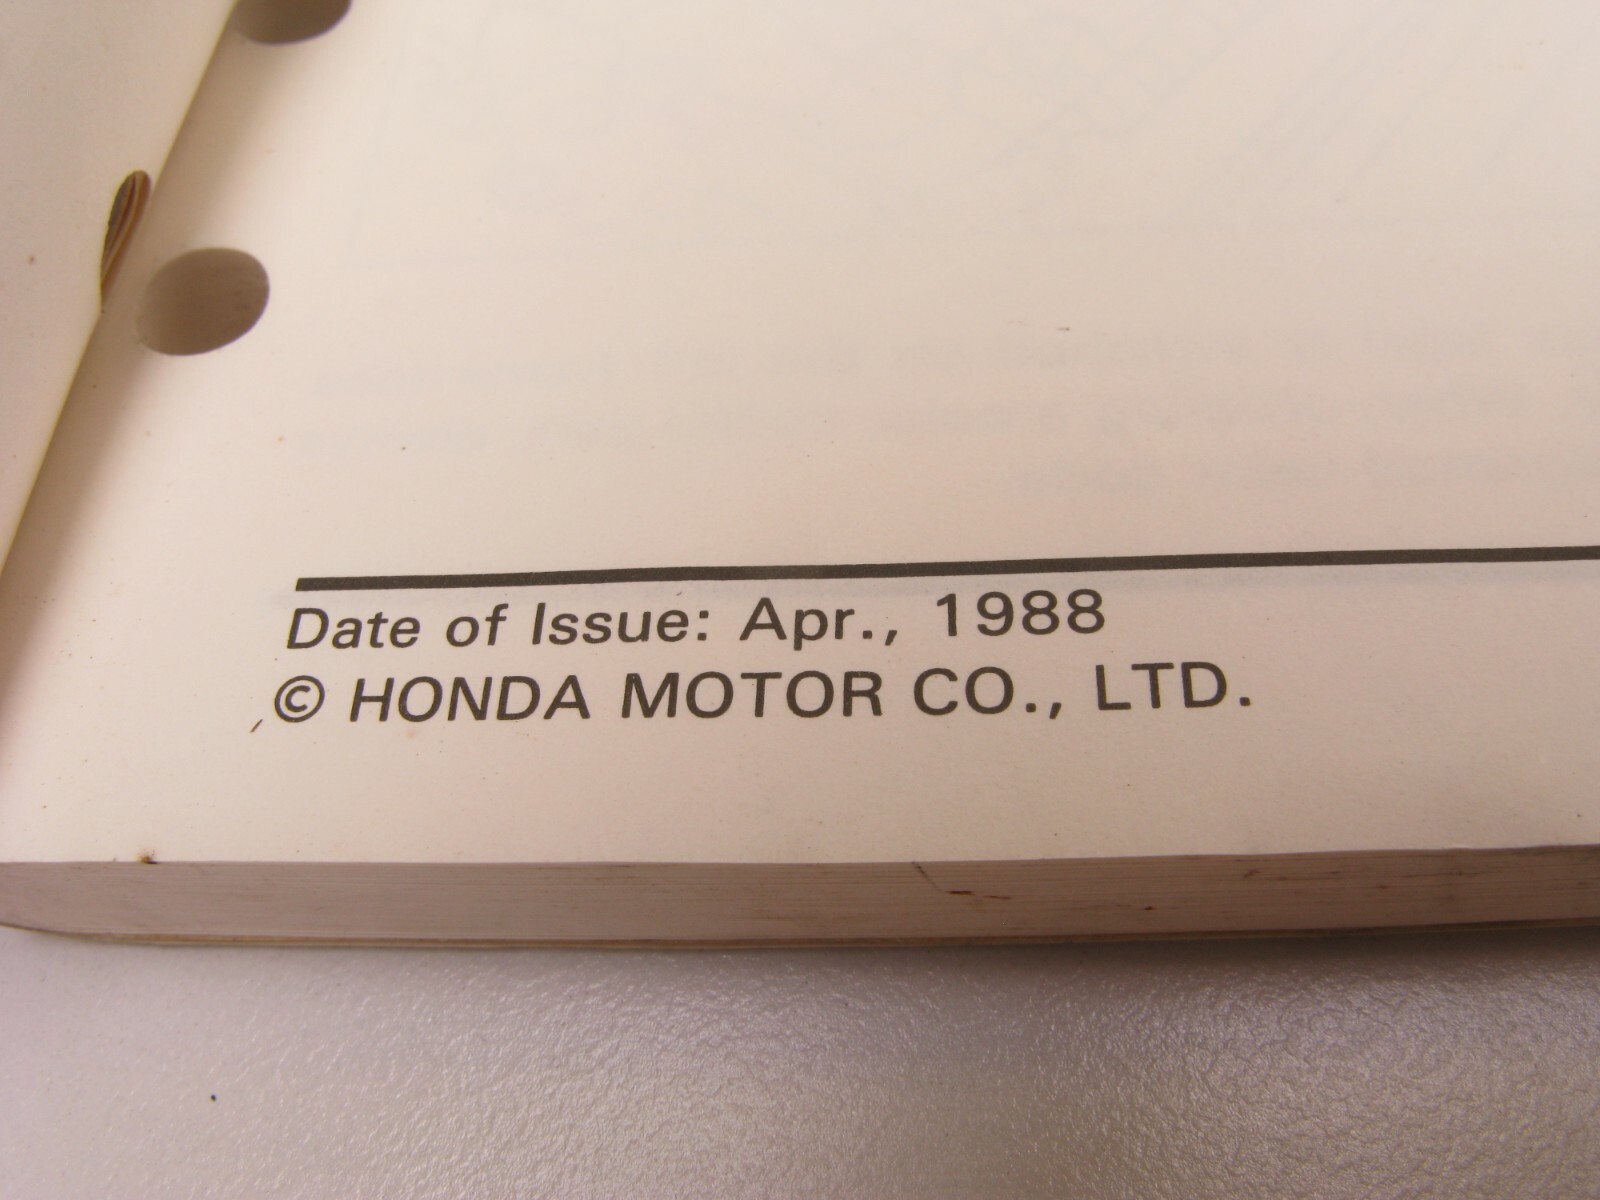 Date of Issue: Apr., 1988
© HONDA MOTOR CO., LTD.